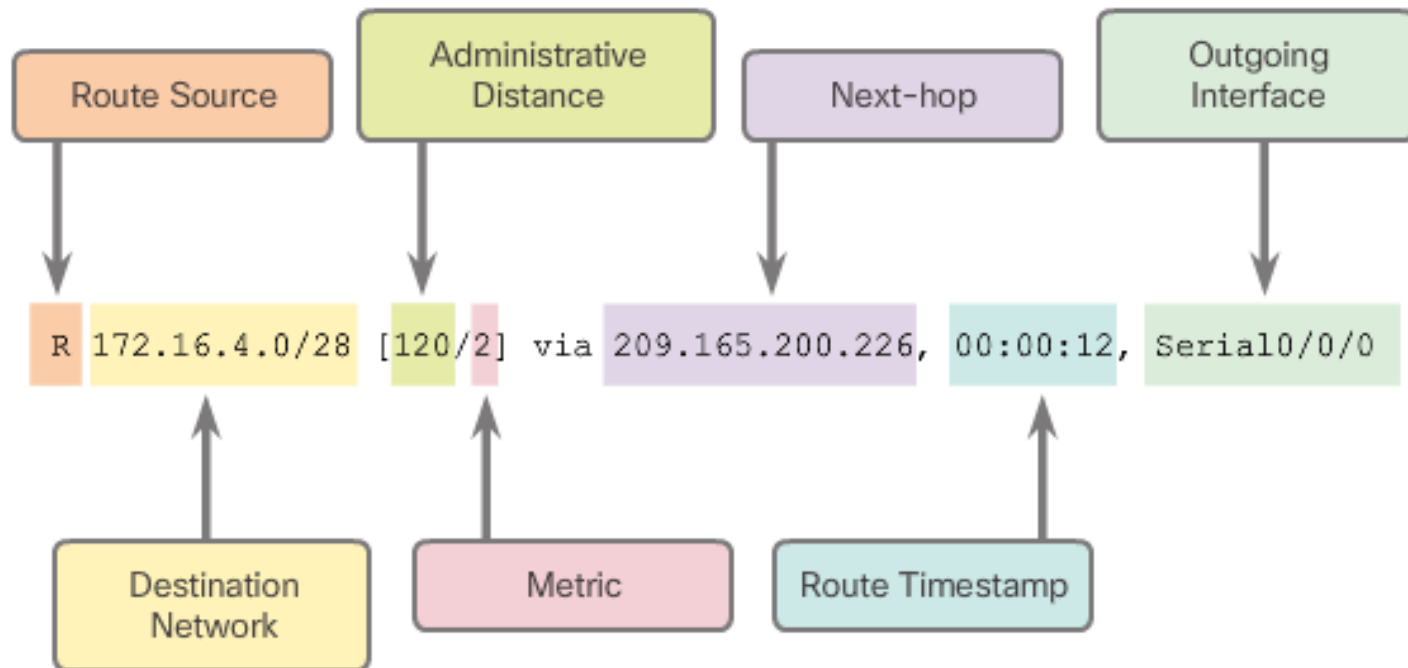 Route Source
Administrative
Distance
Next-hop
Outgoing
Interface
R 172.16.4.0/28 [120/2] via 209.165.200.226, 00:00:12, Serial0/0/0
Destination
Network
Metric
Route Timestamp